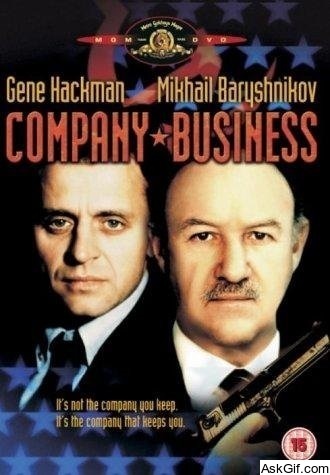 Metro Goldwyn Mayer
MGM DVD
Gene Hackman Mikhail Baryshnikov
COMPANY★BUSINESS
It's not the company you keep.
It's the company that keeps you.
15
AskGif.com